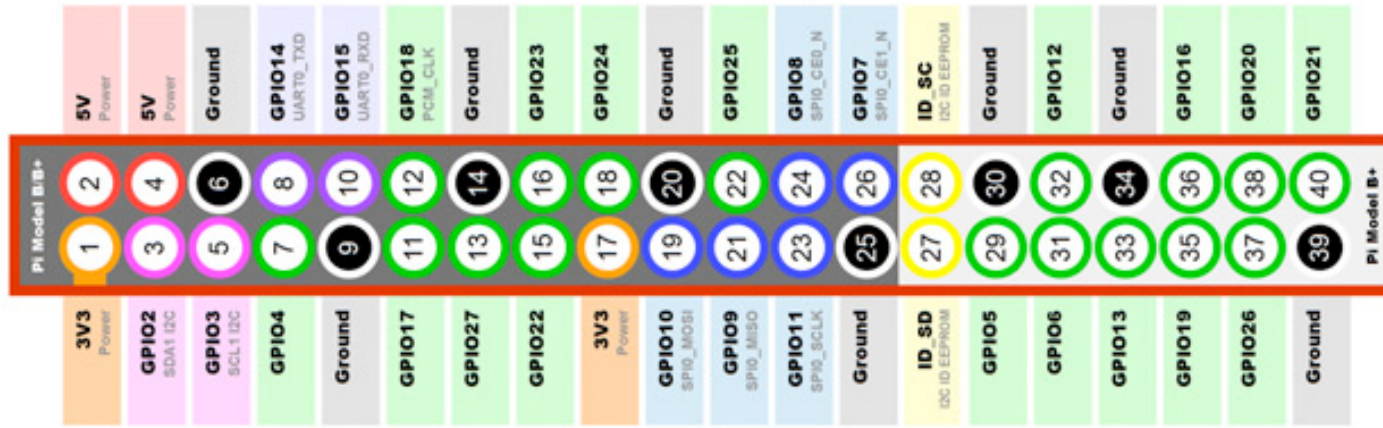 5V
Power
5V
Power
Ground
GPIO14
UART0_TXD
GPIO15
UART0_RXD
GPIO18
PCM_CLK
Ground
GPIO23
GPIO24
Ground
GPIO25
GPIO8
SPI0_CE0_N
GPIO7
SPI0_CE1_N
ID_SC
I2C ID EEPROM
Ground
GPIO12
Ground
GPIO16
GPIO20
GPIO21
Pi Model B/B+
2
4
6
8
10
12
14
16
18
20
22
24
26
28
30
32
34
36
38
40
1
3
5
7
9
11
13
15
17
19
21
23
25
27
29
31
33
35
37
39
Pi Model B+
3V3
Power
GPIO2
SDA1 I2C
GPIO3
SCL1 I2C
GPIO4
Ground
GPIO17
GPIO27
GPIO22
3V3
Power
GPIO10
SPI0_MOSI
GPIO9
SPI0_MISO
GPIO11
SPI0_SCLK
Ground
ID_SD
I2C ID EEPROM
GPIO5
GPIO6
GPIO13
GPIO19
GPIO26
Ground